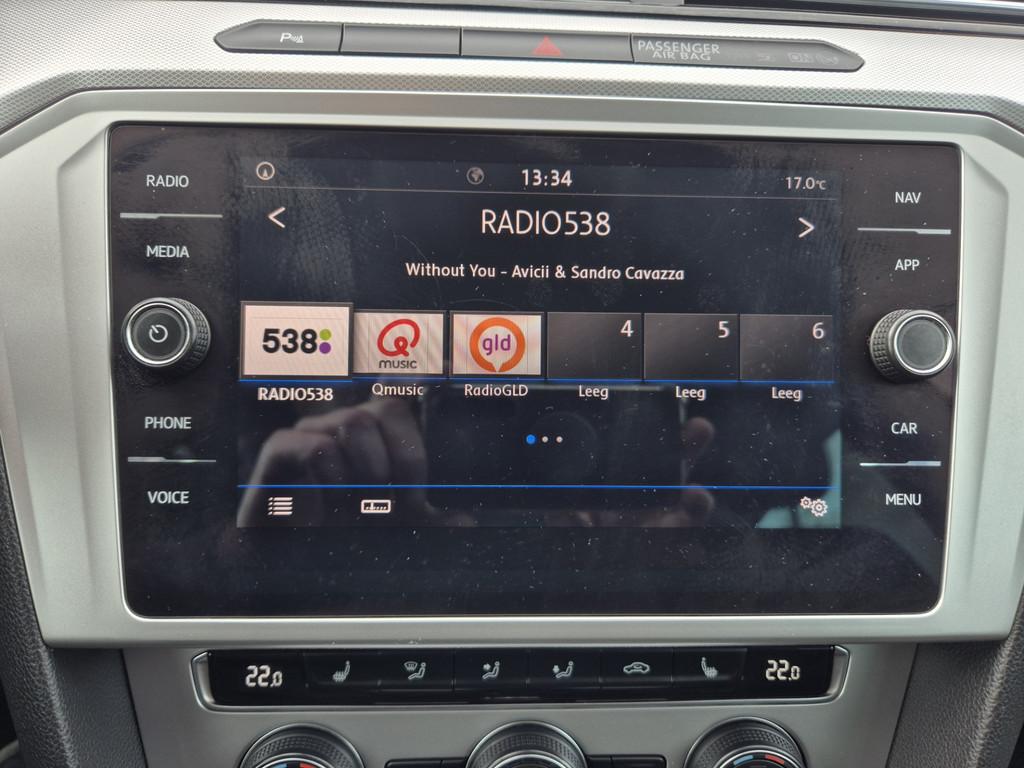 P
PASSENGER
AIR BAG
RADIO
MEDIA
PHONE
VOICE
13:34
17.0°C
< RADIO538 >
Without You - Avicii & Sandro Cavazza
538 Q MUSIC gld 4 5 6
RADIO538 Qmusic RadioGLD Leeg Leeg Leeg
NAV
APP
CAR
MENU
22.0 22.0